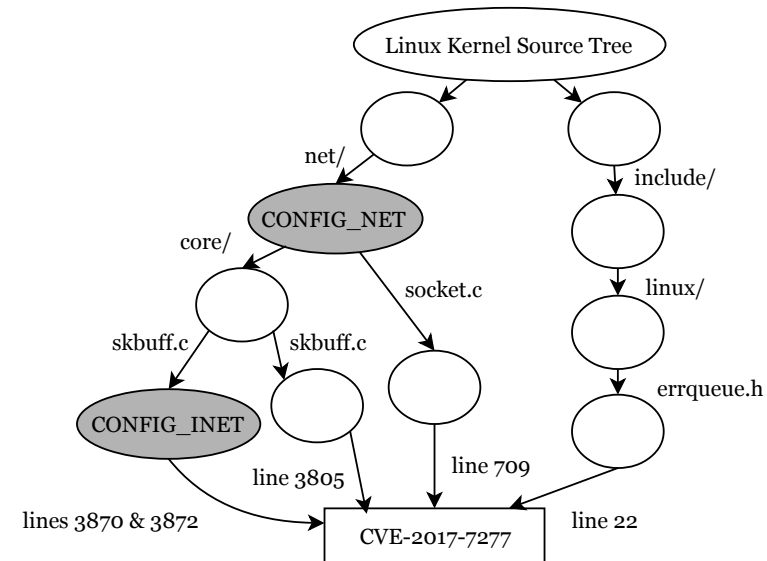 Linux Kernel Source Tree
net/
include/
CONFIG_NET
core/
socket.c
linux/
skbuff.c
skbuff.c
errqueue.h
CONFIG_INET
line 3805
line 709
lines 3870 & 3872
line 22
CVE-2017-7277